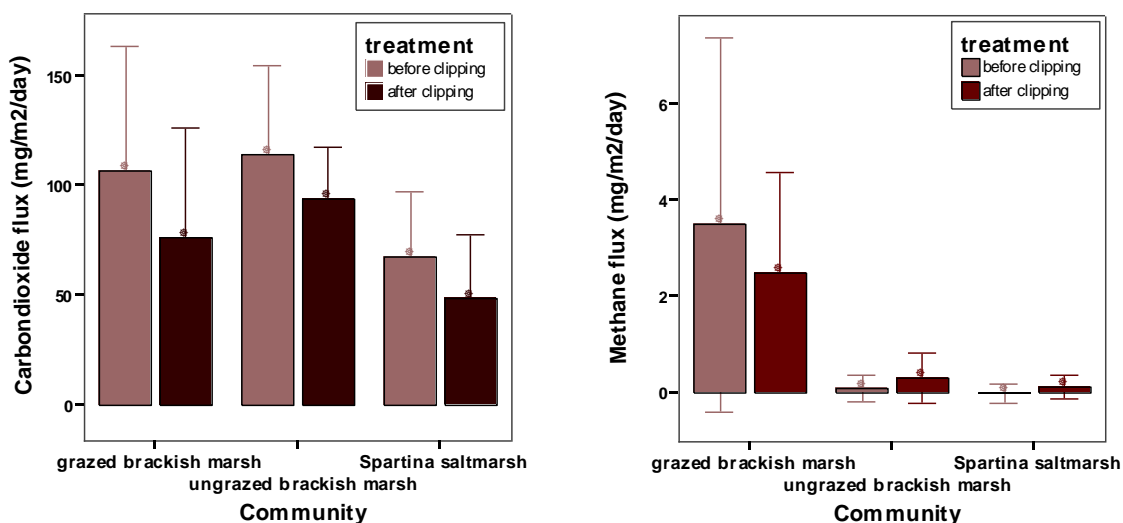 Carbondioxide flux (mg/m2/day)
150
100
50
0
treatment
before clipping
after clipping
grazed brackish marsh
ungrazed brackish marsh
Spartina saltmarsh
Community
Methane flux (mg/m2/day)
6
4
2
0
treatment
before clipping
after clipping
grazed brackish marsh
ungrazed brackish marsh
Spartina saltmarsh
Community